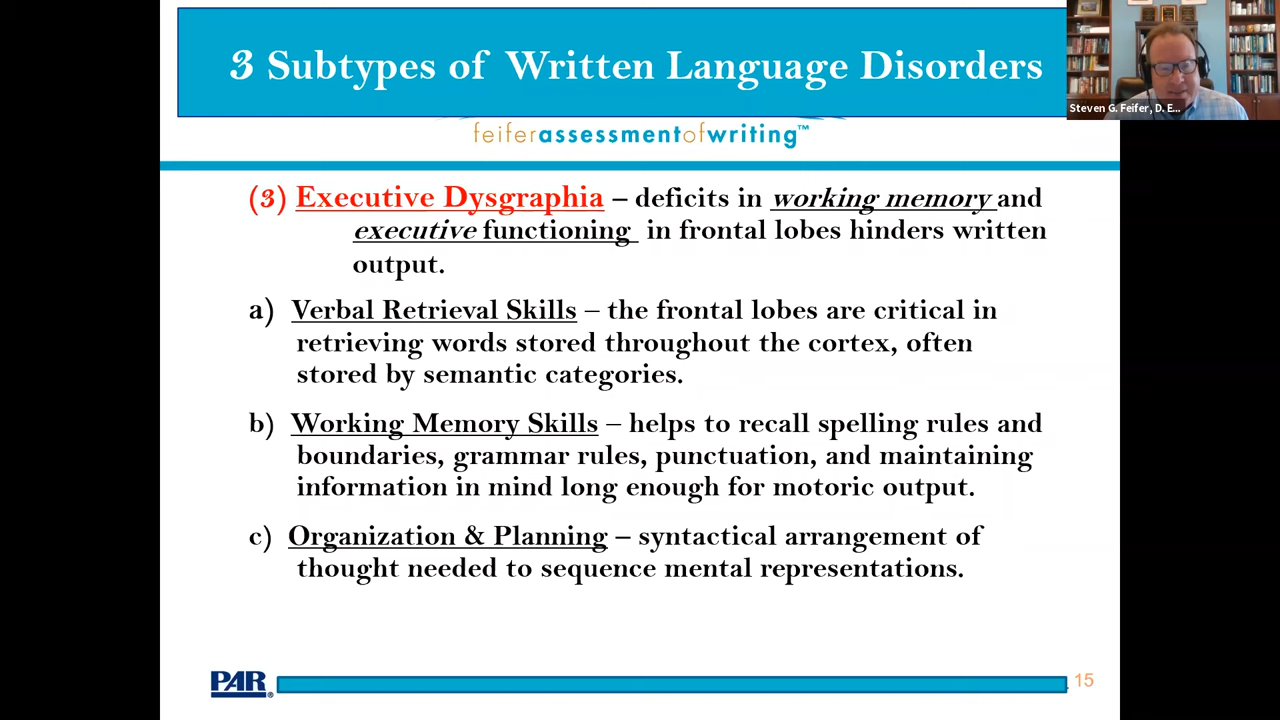 3 Subtypes of Written Language Disorders
Steven G. Feifer, D. E...
feiferassessmentofwriting™
(3) Executive Dysgraphia – deficits in working memory and
executive functioning in frontal lobes hinders written
output.
a) Verbal Retrieval Skills – the frontal lobes are critical in
retrieving words stored throughout the cortex, often
stored by semantic categories.
b) Working Memory Skills – helps to recall spelling rules and
boundaries, grammar rules, punctuation, and maintaining
information in mind long enough for motoric output.
c) Organization & Planning – syntactical arrangement of
thought needed to sequence mental representations.
PAR®
15